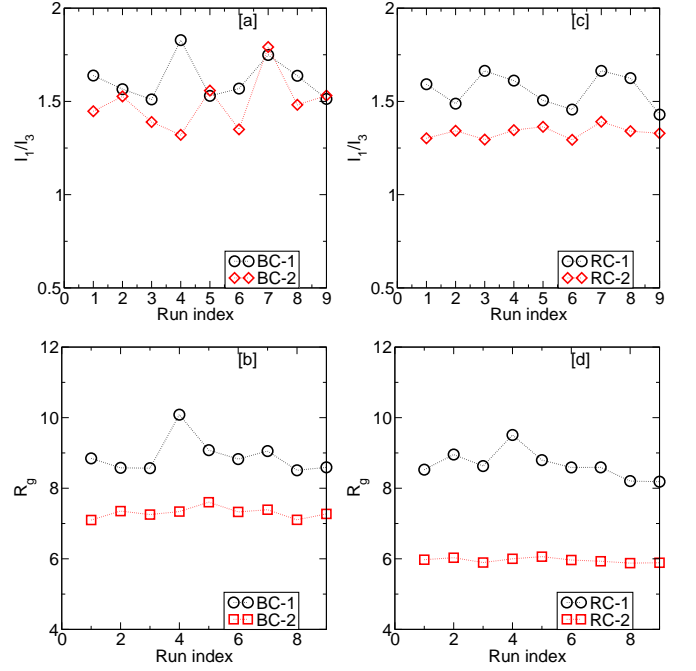 [a]
2
1.5
1
0.5
I1/I3
BC-1
BC-2
0 1 2 3 4 5 6 7 8 9
Run index
[c]
2
1.5
1
0.5
I1/I3
RC-1
RC-2
0 1 2 3 4 5 6 7 8 9
Run index
[b]
12
10
8
6
4
Rg
BC-1
BC-2
0 2 4 6 8
Run index
[d]
12
10
8
6
4
Rg
RC-1
RC-2
0 2 4 6 8
Run index